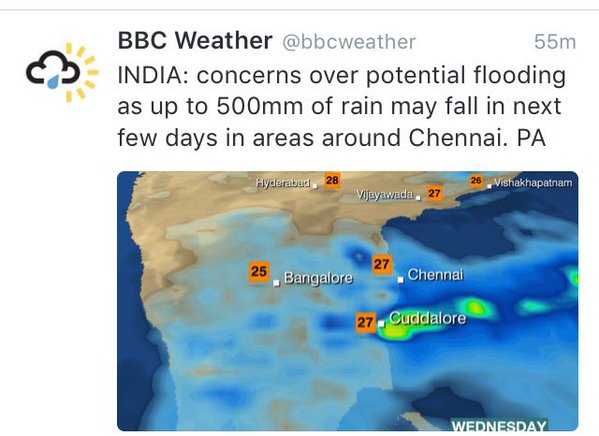 BBC Weather @bbcweather 55m
INDIA: concerns over potential flooding
as up to 500mm of rain may fall in next
few days in areas around Chennai. PA
Hyderabad 28
26 Vishakhapatnam
Vijayawada 27
25 Bangalore
27 Chennai
27 Cuddalore
WEDNESDAY